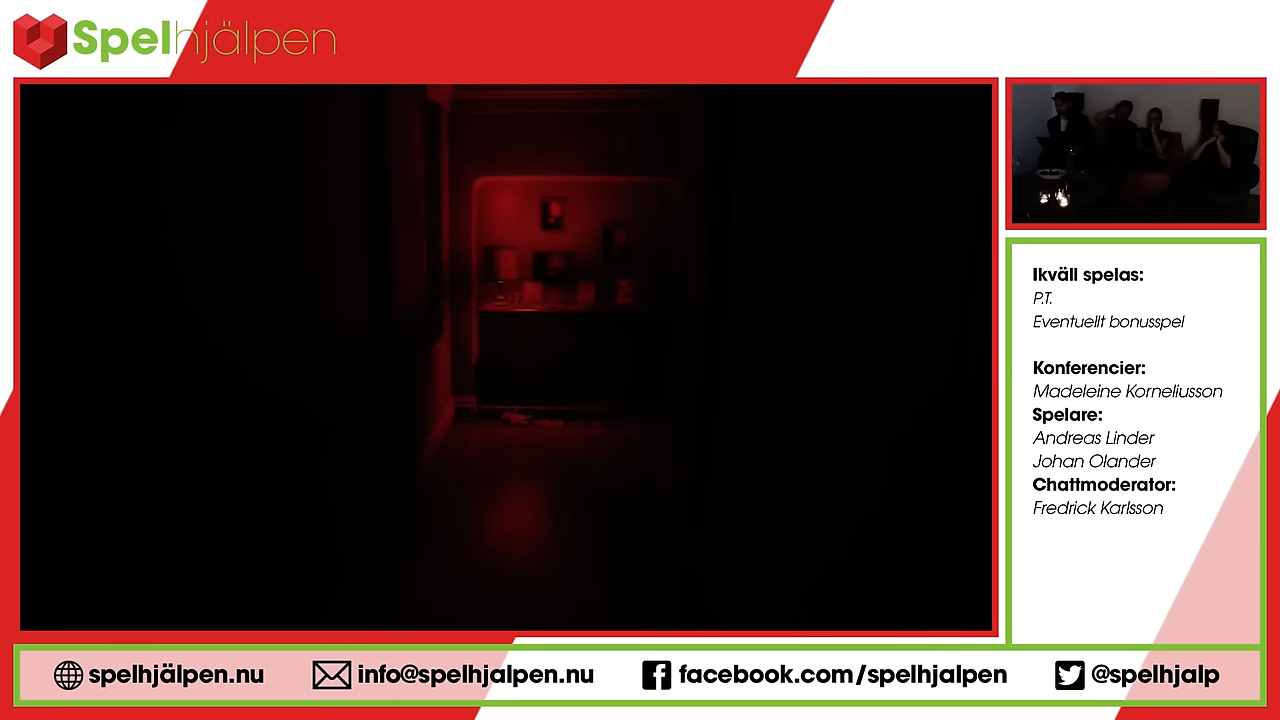 Spelhjälpen
Ikväll spelas:
P.T.
Eventuellt bonusspel
Konferencier:
Madeleine Korneliusson
Spelare:
Andreas Linder
Johan Olander
Chattmoderator:
Fredrick Karlsson
spelhjälpen.nu
info@spelhjalpen.nu
facebook.com/spelhjalpen
@spelhjalp